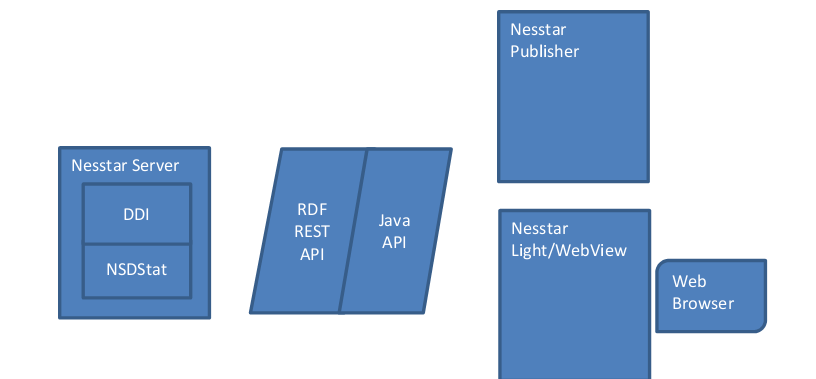 Nesstar Server
DDI
NSDStat
RDF
REST
API
Java
API
Nesstar
Publisher
Nesstar
Light/WebView
Web
Browser